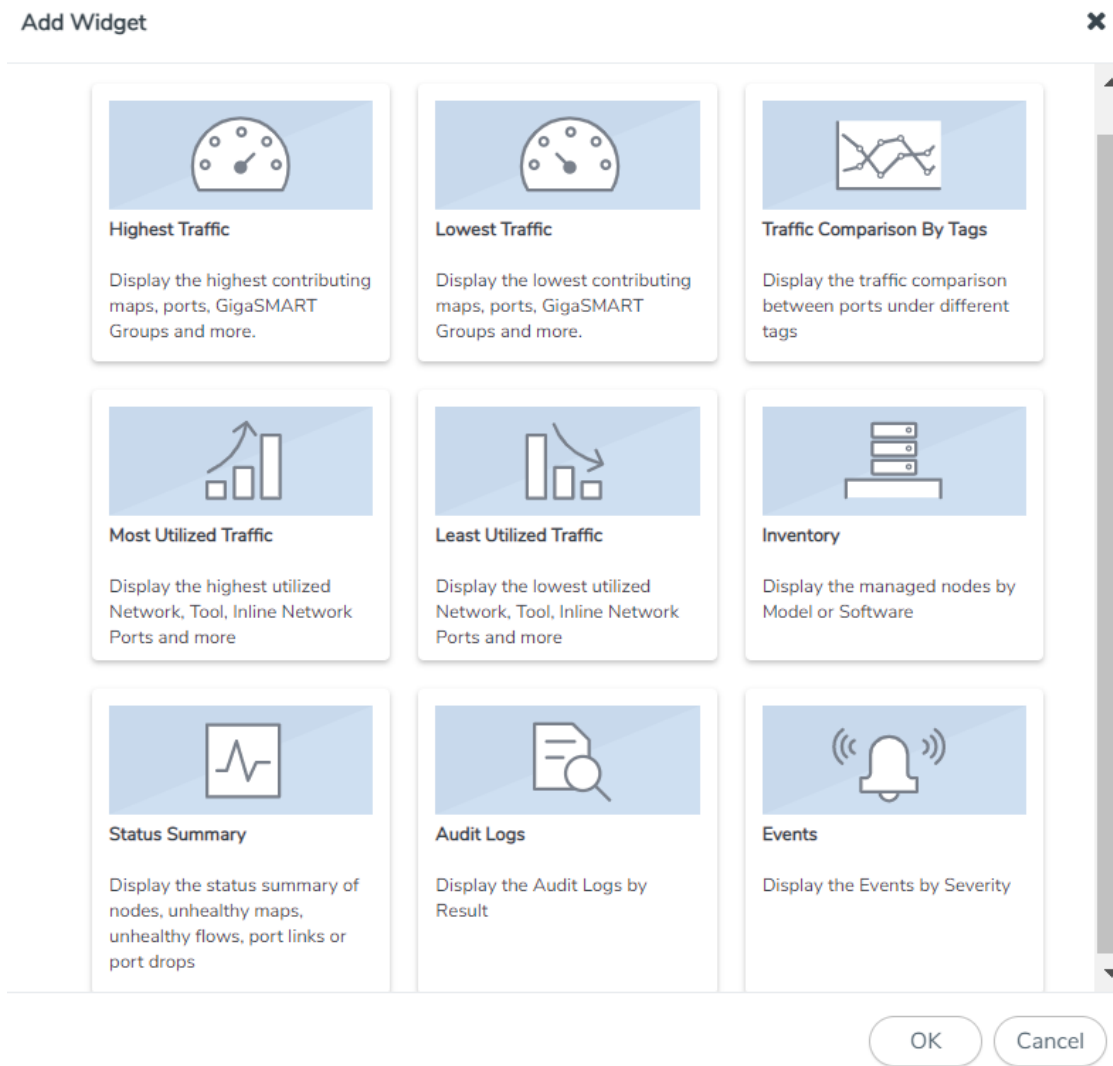 Add Widget
Highest Traffic
Display the highest contributing
maps, ports, GigaSMART
Groups and more.
Lowest Traffic
Display the lowest contributing
maps, ports, GigaSMART
Groups and more.
Traffic Comparison By Tags
Display the traffic comparison
between ports under different
tags
Most Utilized Traffic
Display the highest utilized
Network, Tool, Inline Network
Ports and more
Least Utilized Traffic
Display the lowest utilized
Network, Tool, Inline Network
Ports and more
Inventory
Display the managed nodes by
Model or Software
Status Summary
Display the status summary of
nodes, unhealthy maps,
unhealthy flows, port links or
port drops
Audit Logs
Display the Audit Logs by
Result
Events
Display the Events by Severity
OK
Cancel